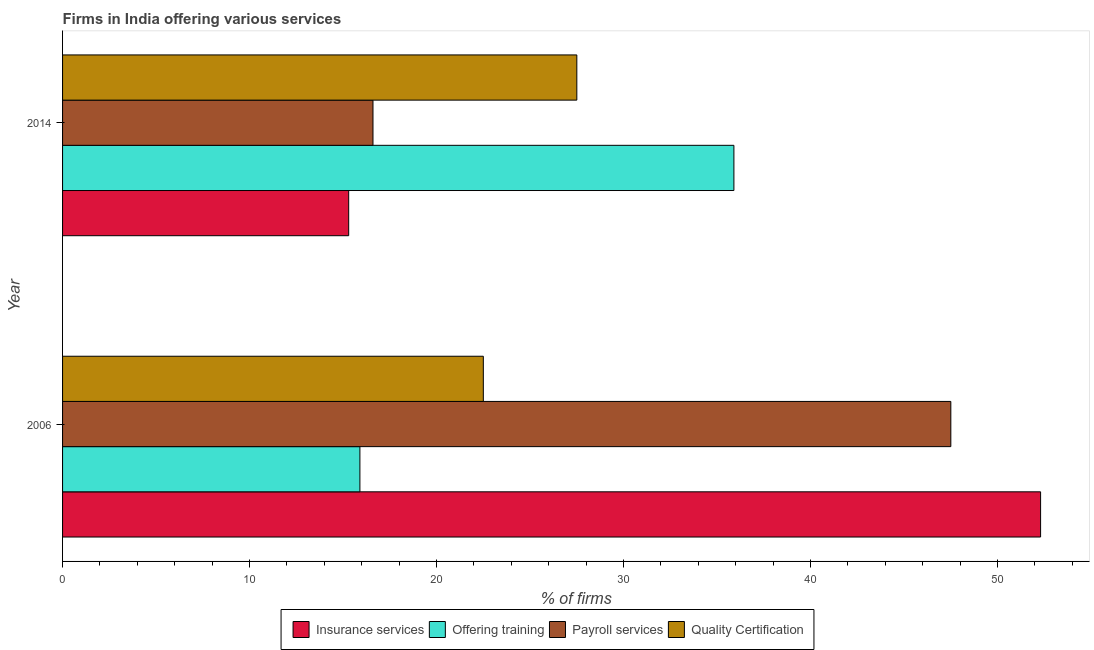 Firms in India offering various services
2014
2006
Year
10
20
30
40
50
% of firms
Insurance services
Offering training
Payroll services
Quality Certification